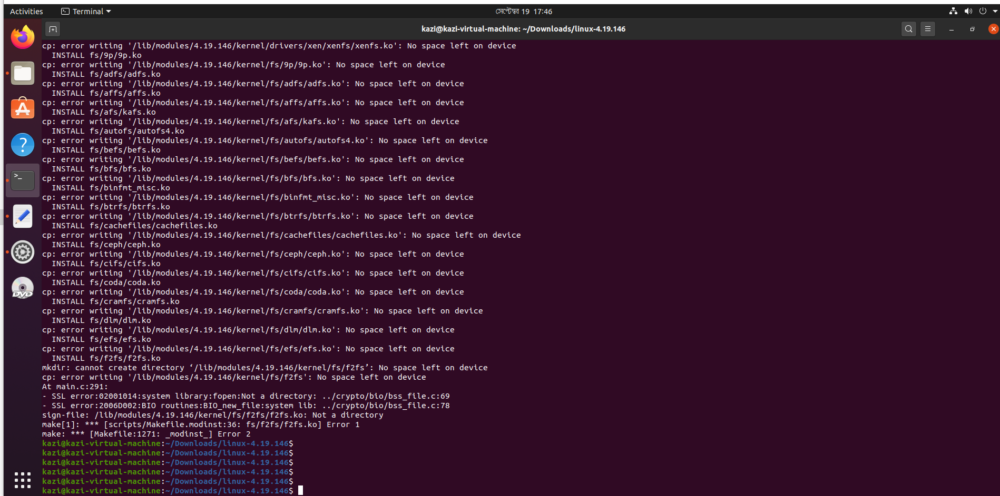 Activities
Terminal
সেপ্টেম্বর 19 17:46
kazi@kazi-virtual-machine: ~/Downloads/linux-4.19.146
cp: error writing '/lib/modules/4.19.146/kernel/drivers/xen/xenfs/xenfs.ko': No space left on device
INSTALL fs/9p/9p.ko
cp: error writing '/lib/modules/4.19.146/kernel/fs/9p/9p.ko': No space left on device
INSTALL fs/adfs/adfs.ko
cp: error writing '/lib/modules/4.19.146/kernel/fs/adfs/adfs.ko': No space left on device
INSTALL fs/affs/affs.ko
cp: error writing '/lib/modules/4.19.146/kernel/fs/affs/affs.ko': No space left on device
INSTALL fs/afs/kafs.ko
cp: error writing '/lib/modules/4.19.146/kernel/fs/afs/kafs.ko': No space left on device
INSTALL fs/autofs/autofs4.ko
cp: error writing '/lib/modules/4.19.146/kernel/fs/autofs/autofs4.ko': No space left on device
INSTALL fs/befs/befs.ko
cp: error writing '/lib/modules/4.19.146/kernel/fs/befs/befs.ko': No space left on device
INSTALL fs/bfs/bfs.ko
cp: error writing '/lib/modules/4.19.146/kernel/fs/bfs/bfs.ko': No space left on device
INSTALL fs/binfmt_misc.ko
cp: error writing '/lib/modules/4.19.146/kernel/fs/binfmt_misc.ko': No space left on device
INSTALL fs/btrfs/btrfs.ko
cp: error writing '/lib/modules/4.19.146/kernel/fs/btrfs/btrfs.ko': No space left on device
INSTALL fs/cachefiles/cachefiles.ko
cp: error writing '/lib/modules/4.19.146/kernel/fs/cachefiles/cachefiles.ko': No space left on device
INSTALL fs/ceph/ceph.ko
cp: error writing '/lib/modules/4.19.146/kernel/fs/ceph/ceph.ko': No space left on device
INSTALL fs/cifs/cifs.ko
cp: error writing '/lib/modules/4.19.146/kernel/fs/cifs/cifs.ko': No space left on device
INSTALL fs/coda/coda.ko
cp: error writing '/lib/modules/4.19.146/kernel/fs/coda/coda.ko': No space left on device
INSTALL fs/cramfs/cramfs.ko
cp: error writing '/lib/modules/4.19.146/kernel/fs/cramfs/cramfs.ko': No space left on device
INSTALL fs/dlm/dlm.ko
cp: error writing '/lib/modules/4.19.146/kernel/fs/dlm/dlm.ko': No space left on device
INSTALL fs/efs/efs.ko
cp: error writing '/lib/modules/4.19.146/kernel/fs/efs/efs.ko': No space left on device
INSTALL fs/f2fs/f2fs.ko
mkdir: cannot create directory ‘/lib/modules/4.19.146/kernel/fs/f2fs’: No space left on device
cp: error writing '/lib/modules/4.19.146/kernel/fs/f2fs': No space left on device
At main.c:291:
- SSL error:02001014:system library:fopen:Not a directory: ../crypto/bio/bss_file.c:69
- SSL error:2006D002:BIO routines:BIO_new_file:system lib: ../crypto/bio/bss_file.c:78
sign-file: /lib/modules/4.19.146/kernel/fs/f2fs/f2fs.ko: Not a directory
make[1]: *** [scripts/Makefile.modinst:36: fs/f2fs/f2fs.ko] Error 1
make: *** [Makefile:1271: _modinst_] Error 2
kazi@kazi-virtual-machine:~/Downloads/linux-4.19.146$
kazi@kazi-virtual-machine:~/Downloads/linux-4.19.146$
kazi@kazi-virtual-machine:~/Downloads/linux-4.19.146$
kazi@kazi-virtual-machine:~/Downloads/linux-4.19.146$
kazi@kazi-virtual-machine:~/Downloads/linux-4.19.146$
kazi@kazi-virtual-machine:~/Downloads/linux-4.19.146$
DVD